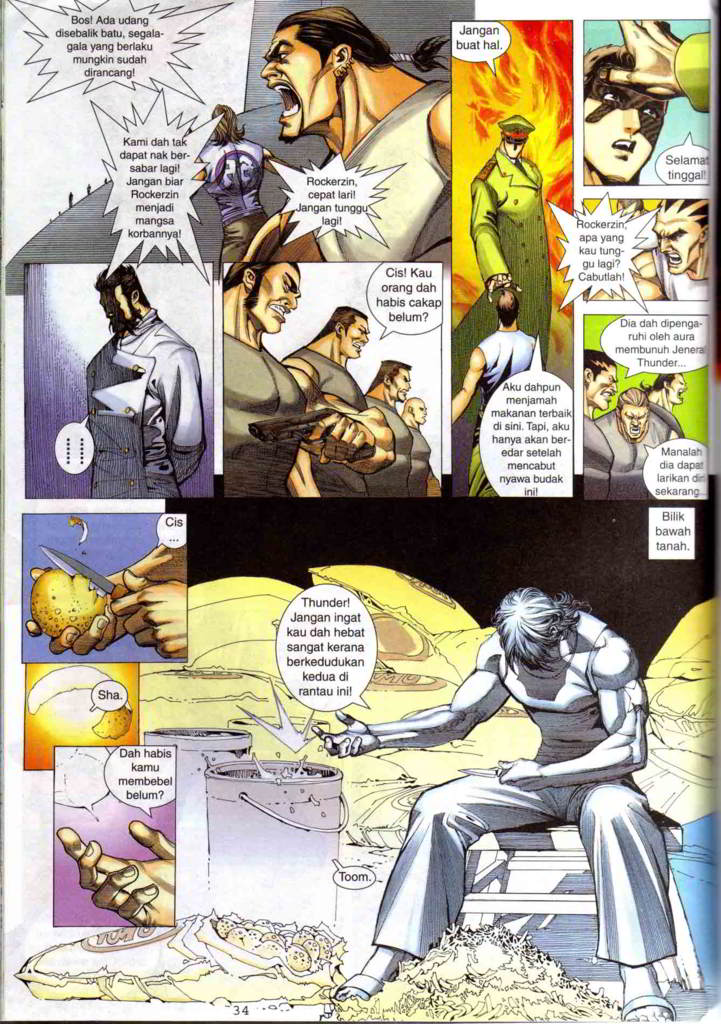 Bos! Ada udang
disebalik batu, segala-
gala yang berlaku
mungkin sudah
dirancang!
Kami dah tak
dapat nak ber-
sabar lagi!
Jangan biar
Rockerzin
menjadi
mangsa
korbannya!
Rockerzin,
cepat lari!
Jangan tunggu
lagi!
Jangan
buat hal.
Selamat
tinggal!
Rockerzin,
apa yang
kau tung-
gu lagi?
Cabutlah!
Cis! Kau
orang dah
habis cakap
belum?
Aku dahpun
menjamah
makanan terbaik
di sini. Tapi, aku
hanya akan ber-
edar setelah
mencabut
nyawa budak
ini!
Dia dah dipenga-
ruhi oleh aura
membunuh Jeneral
Thunder...
Manalah
dia dapat
larikan diri
sekarang...
Bilik
bawah
tanah.
Cis
...
Sha.
Dah habis
kamu
membebel
belum?
Thunder!
Jangan ingat
kau dah hebat
sangat kerana
berkedudukan
kedua di
rantau ini!
Toom.
34